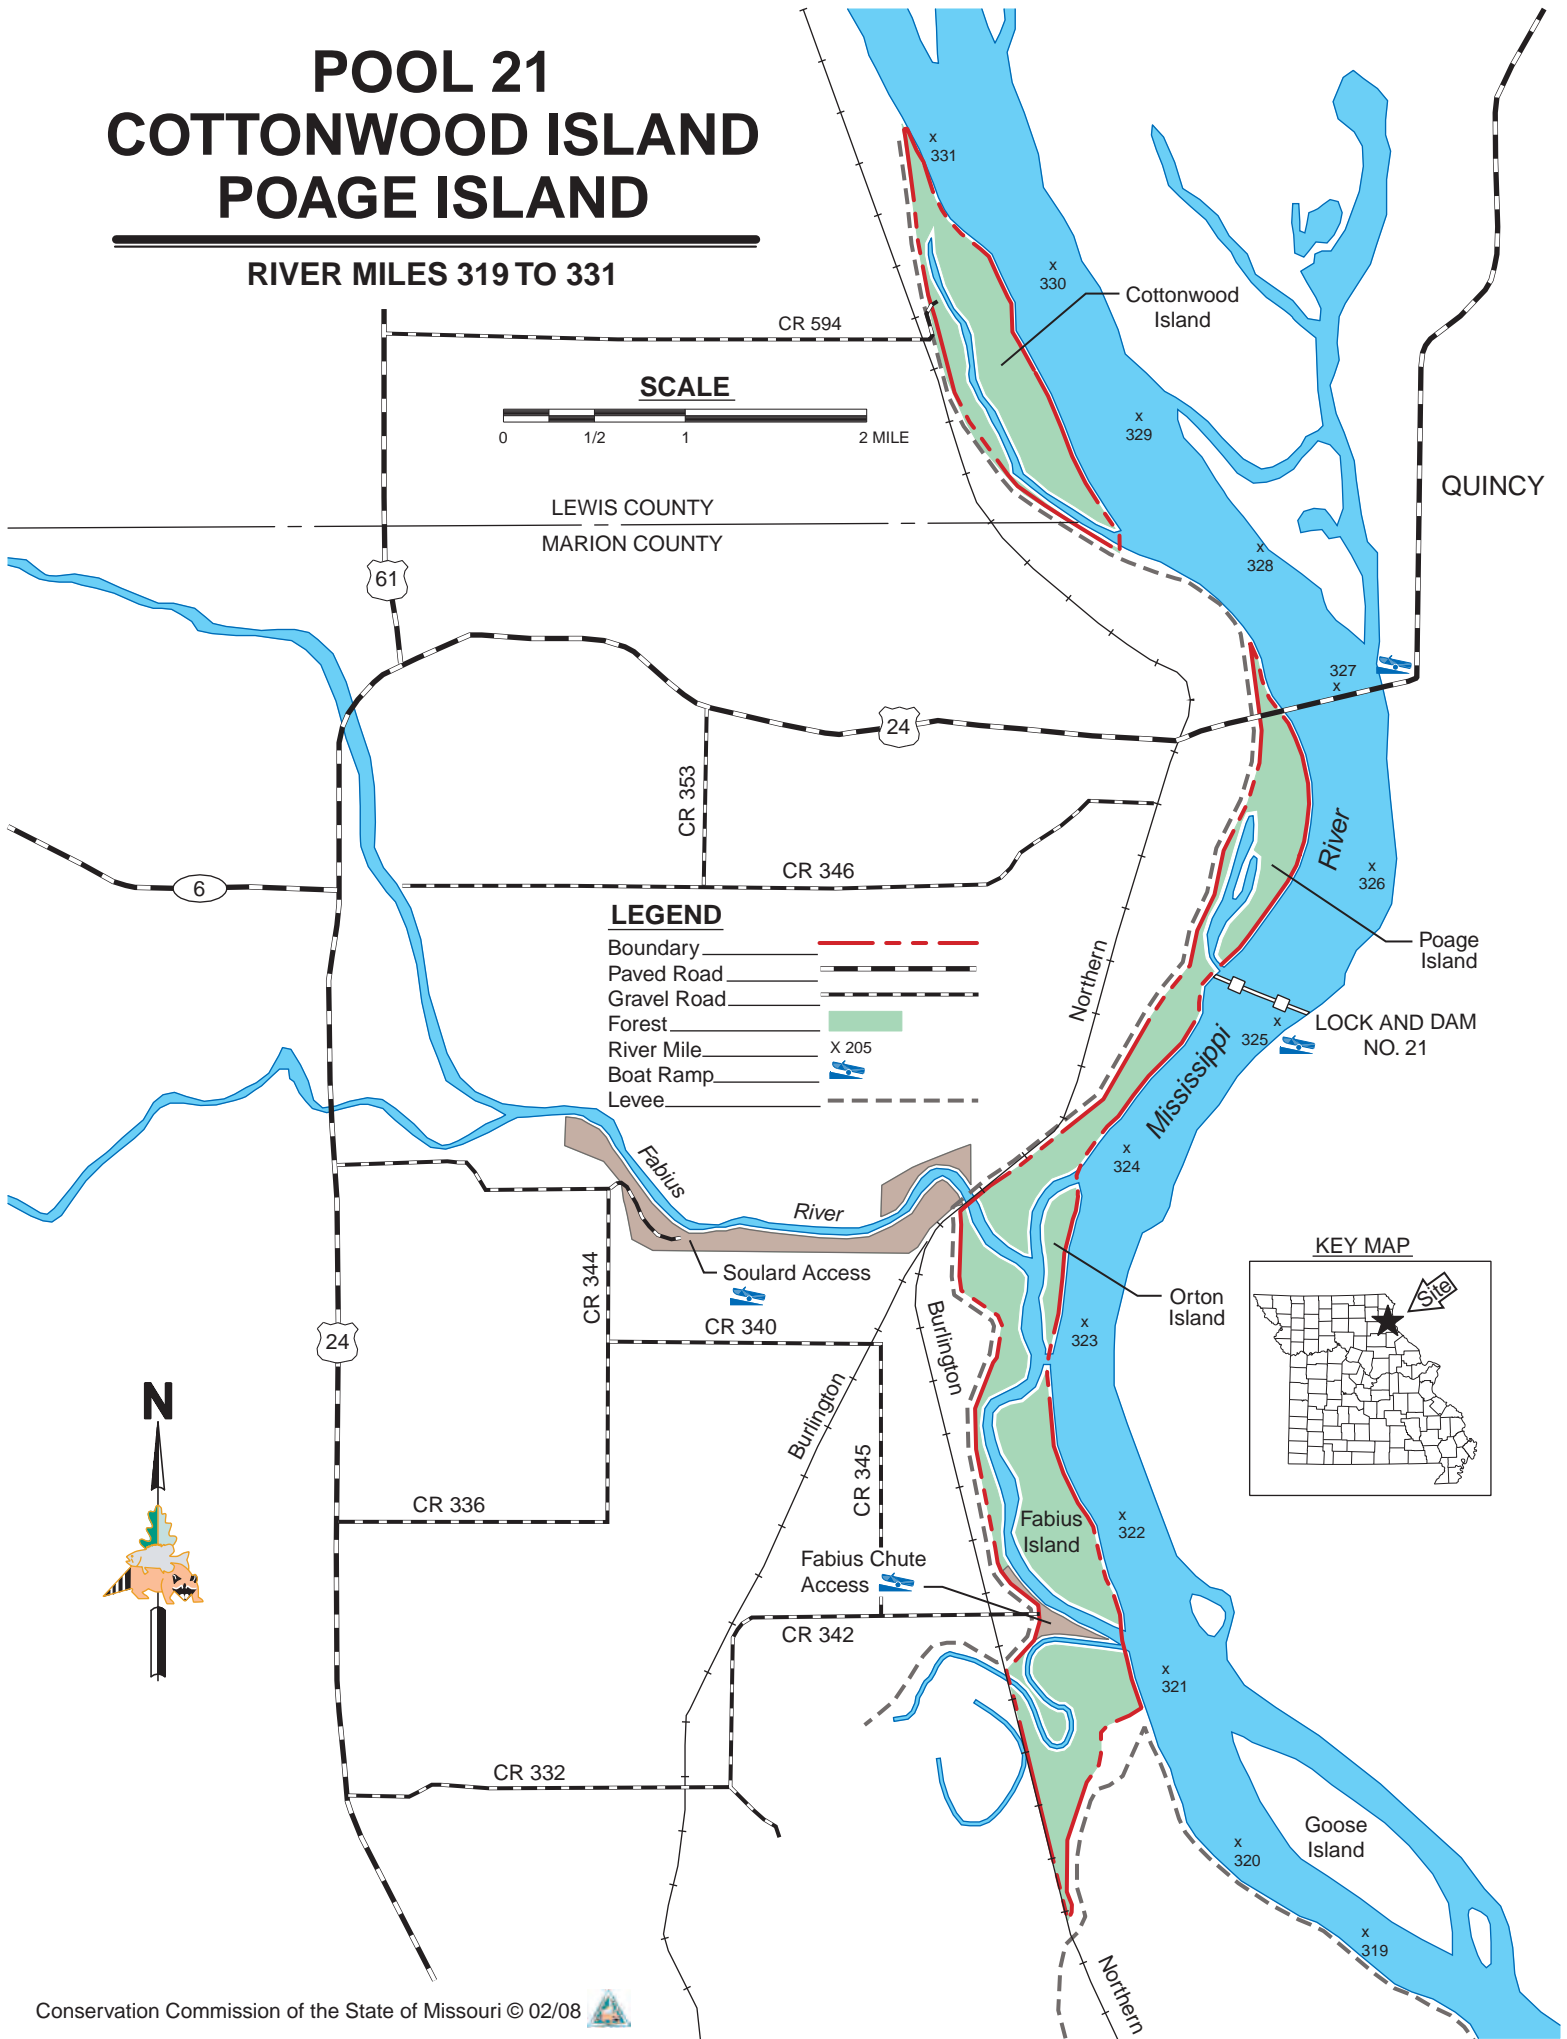 POOL 21
COTTONWOOD ISLAND
POAGE ISLAND
RIVER MILES 319 TO 331
x
331
x
330
Cottonwood
Island
CR 594
SCALE
0 1/2 1 2 MILE
x
329
QUINCY
LEWIS COUNTY
MARION COUNTY
x
328
61
327
x
24
CR 353
River
CR 346
x
326
6
LEGEND
Boundary
Paved Road
Gravel Road
Forest
River Mile X 205
Boat Ramp
Levee
Northern
Poage
Island
Mississippi
x
325
LOCK AND DAM
NO. 21
x
324
Fabius
River
KEY MAP
Site
Soulard Access
CR 344
Orton
Island
Burlington
CR 340
x
323
24
N
Burlington
CR 345
CR 336
Fabius
Island
x
322
Fabius Chute
Access
CR 342
x
321
CR 332
Goose
Island
x
320
x
319
Northern
Conservation Commission of the State of Missouri © 02/08